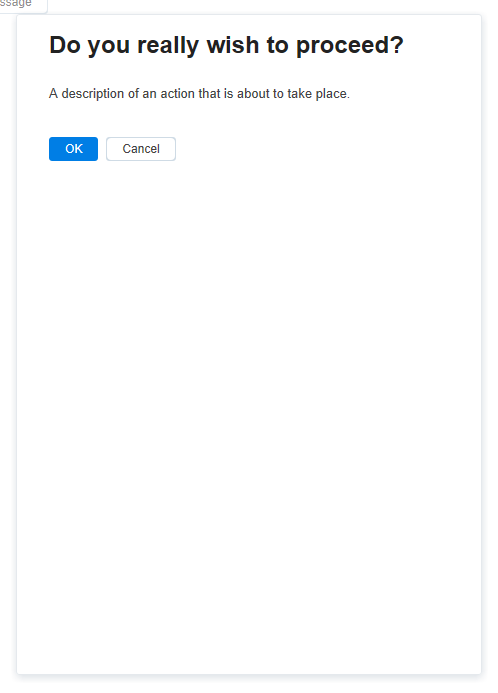 ssage
Do you really wish to proceed?
A description of an action that is about to take place.
OK Cancel